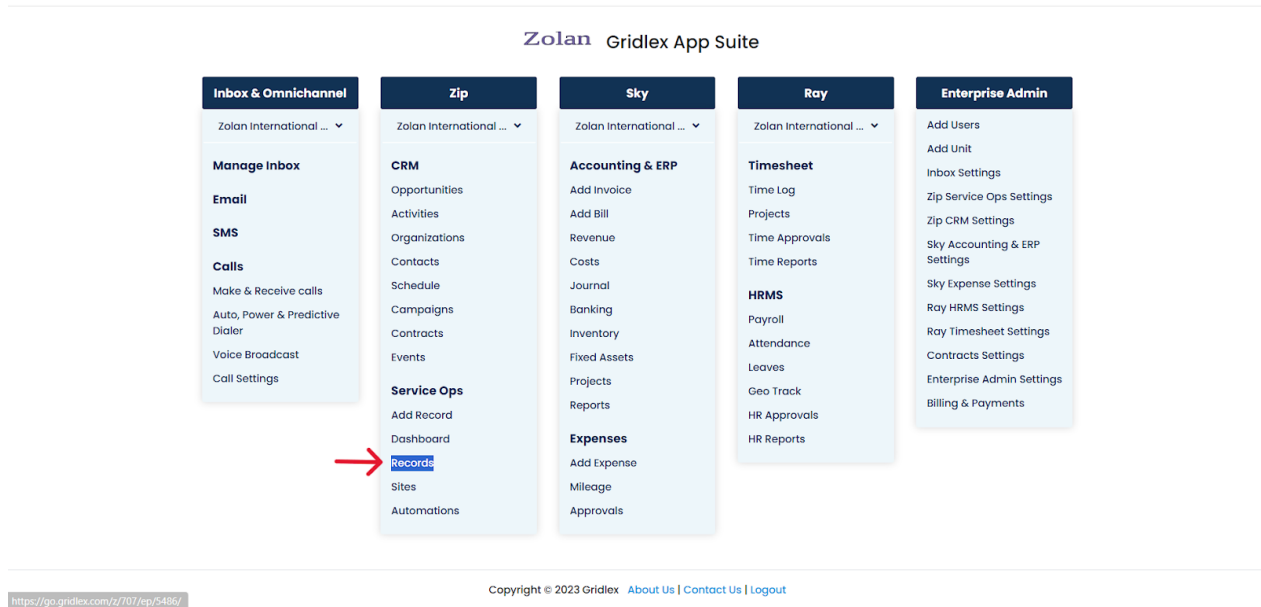 Zolan Gridlex App Suite
Inbox & Omnichannel
Zolan International ...
Manage Inbox
Email
SMS
Calls
Make & Receive calls
Auto, Power & Predictive
Dialer
Voice Broadcast
Call Settings
Zip
Zolan International ...
CRM
Opportunities
Activities
Organizations
Contacts
Schedule
Campaigns
Contracts
Events
Service Ops
Add Record
Dashboard
Records
Sites
Automations
Sky
Zolan International ...
Accounting & ERP
Add Invoice
Add Bill
Revenue
Costs
Journal
Banking
Inventory
Fixed Assets
Projects
Reports
Expenses
Add Expense
Mileage
Approvals
Ray
Zolan International ...
Timesheet
Time Log
Projects
Time Approvals
Time Reports
HRMS
Payroll
Attendance
Leaves
Geo Track
HR Approvals
HR Reports
Enterprise Admin
Add Users
Add Unit
Inbox Settings
Zip Service Ops Settings
Zip CRM Settings
Sky Accounting & ERP
Settings
Sky Expense Settings
Ray HRMS Settings
Ray Timesheet Settings
Contracts Settings
Enterprise Admin Settings
Billing & Payments
Copyright © 2023 Gridlex About Us | Contact Us | Logout
https://go.gridlex.com/z/707/ep/5486/